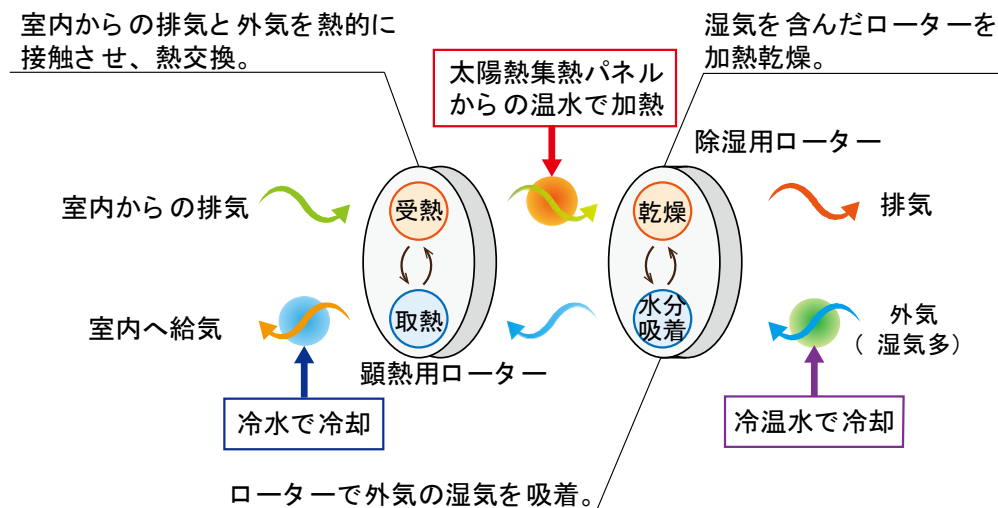 室内からの排気と外気を熱的に
接触させ、熱交換。
湿気を含んだローターを
加熱乾燥。
太陽熱集熱パネル
からの温水で加熱
除湿用ローター
室内からの排気
受熱
乾燥
排気
室内へ給気
取熱
水分
吸着
外気
(湿気多)
顕熱用ローター
冷水で冷却
冷温水で冷却
ローターで外気の湿気を吸着。